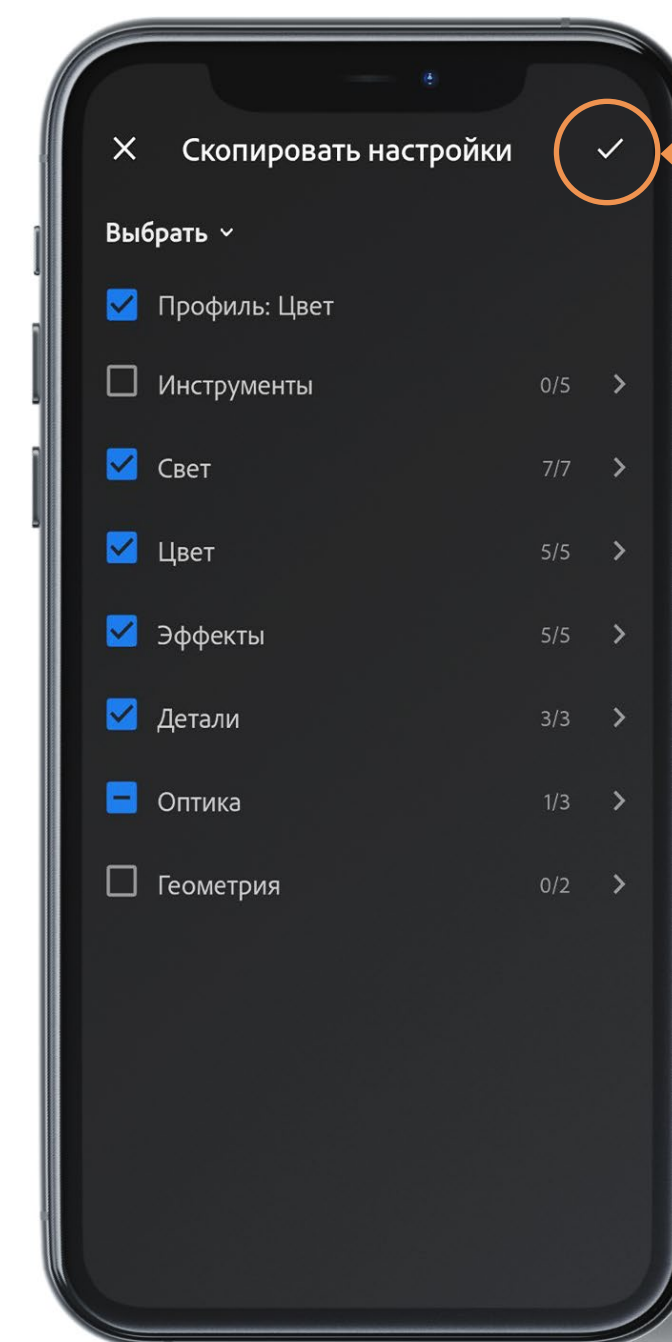 Скопировать настройки
Выбрать
Профиль: Цвет
Инструменты 0/5
Свет 7/7
Цвет 5/5
Эффекты 5/5
Детали 3/3
Оптика 1/3
Геометрия 0/2